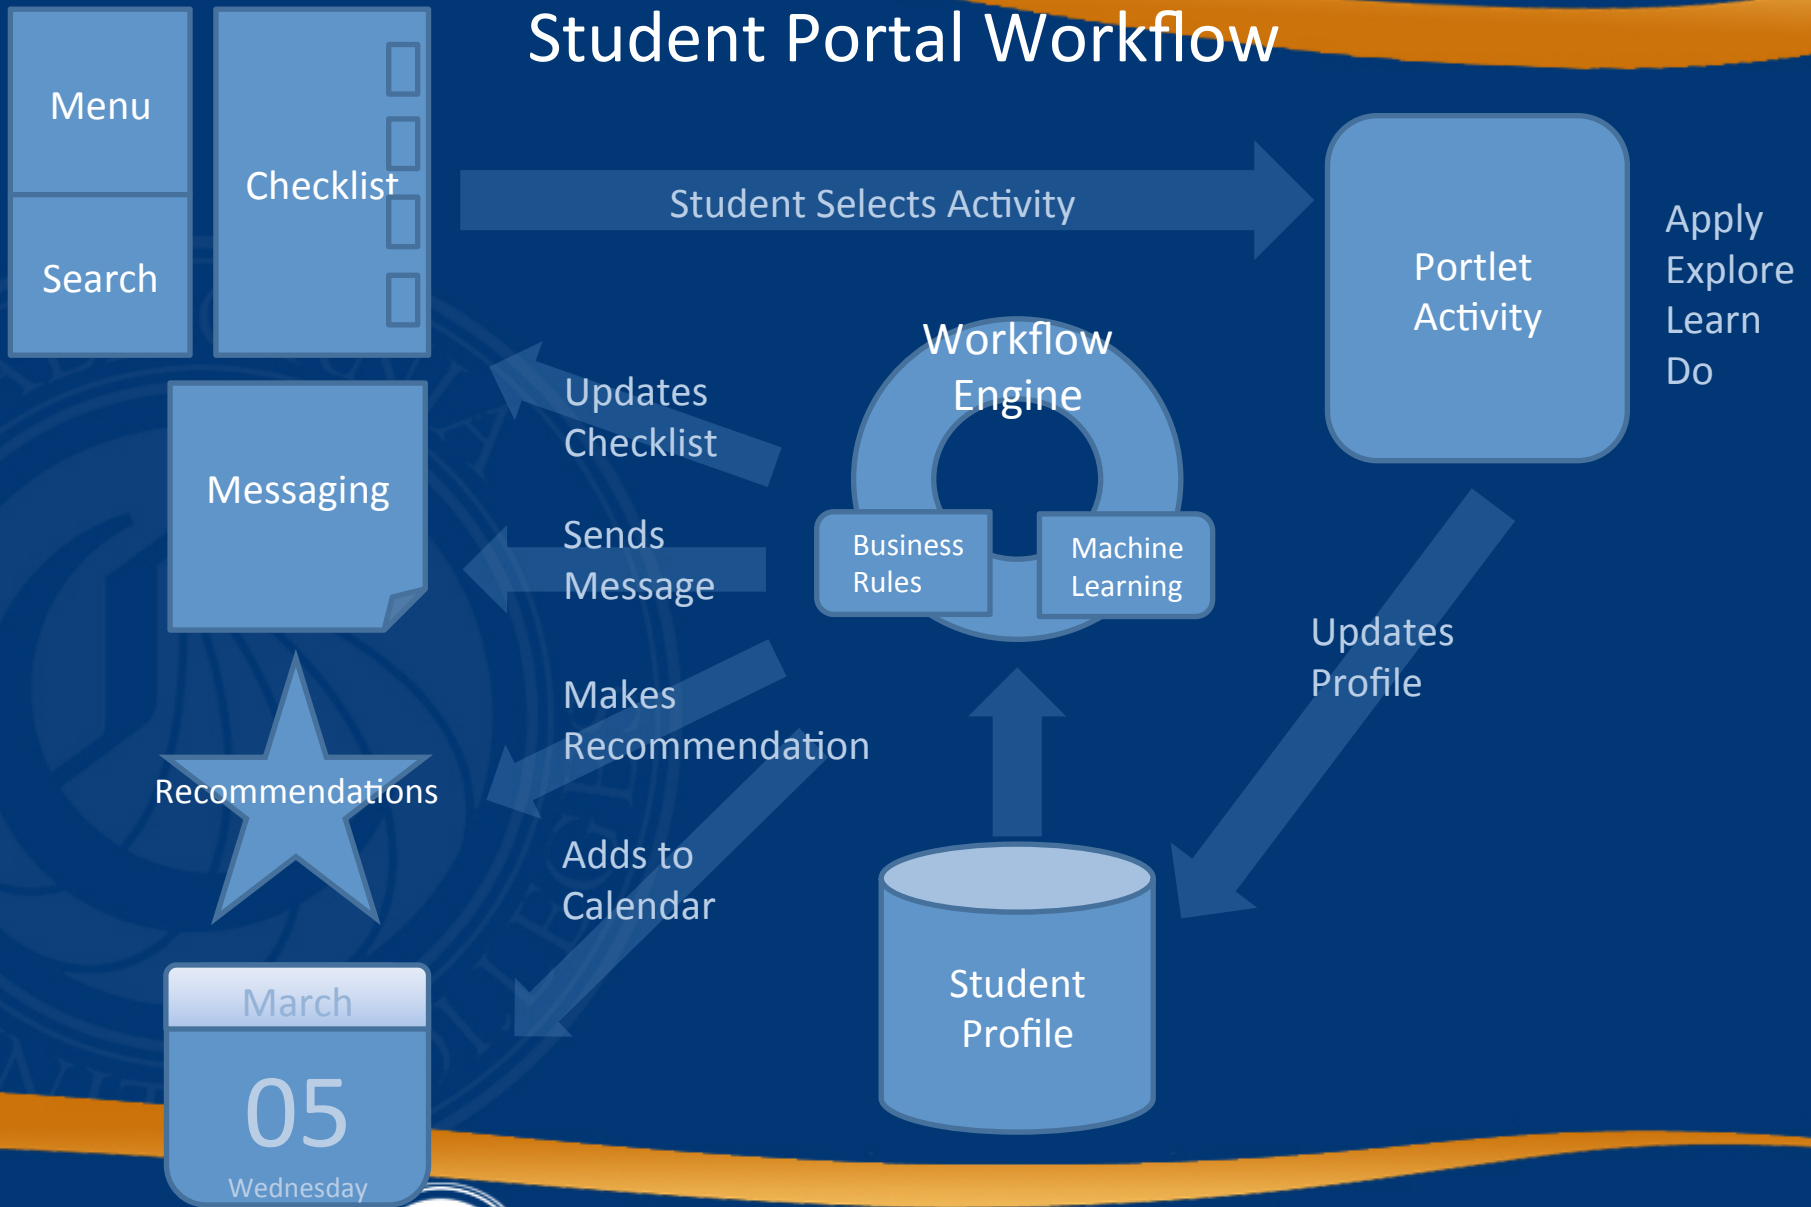 Student Portal Workflow
Menu
Search
Checklist
Student Selects Activity
Portlet
Activity
Apply
Explore
Learn
Do
Workflow
Engine
Business
Rules
Machine
Learning
Updates
Checklist
Sends
Message
Makes
Recommendation
Adds to
Calendar
Updates
Profile
Messaging
Recommendations
March
05
Wednesday
Student
Profile